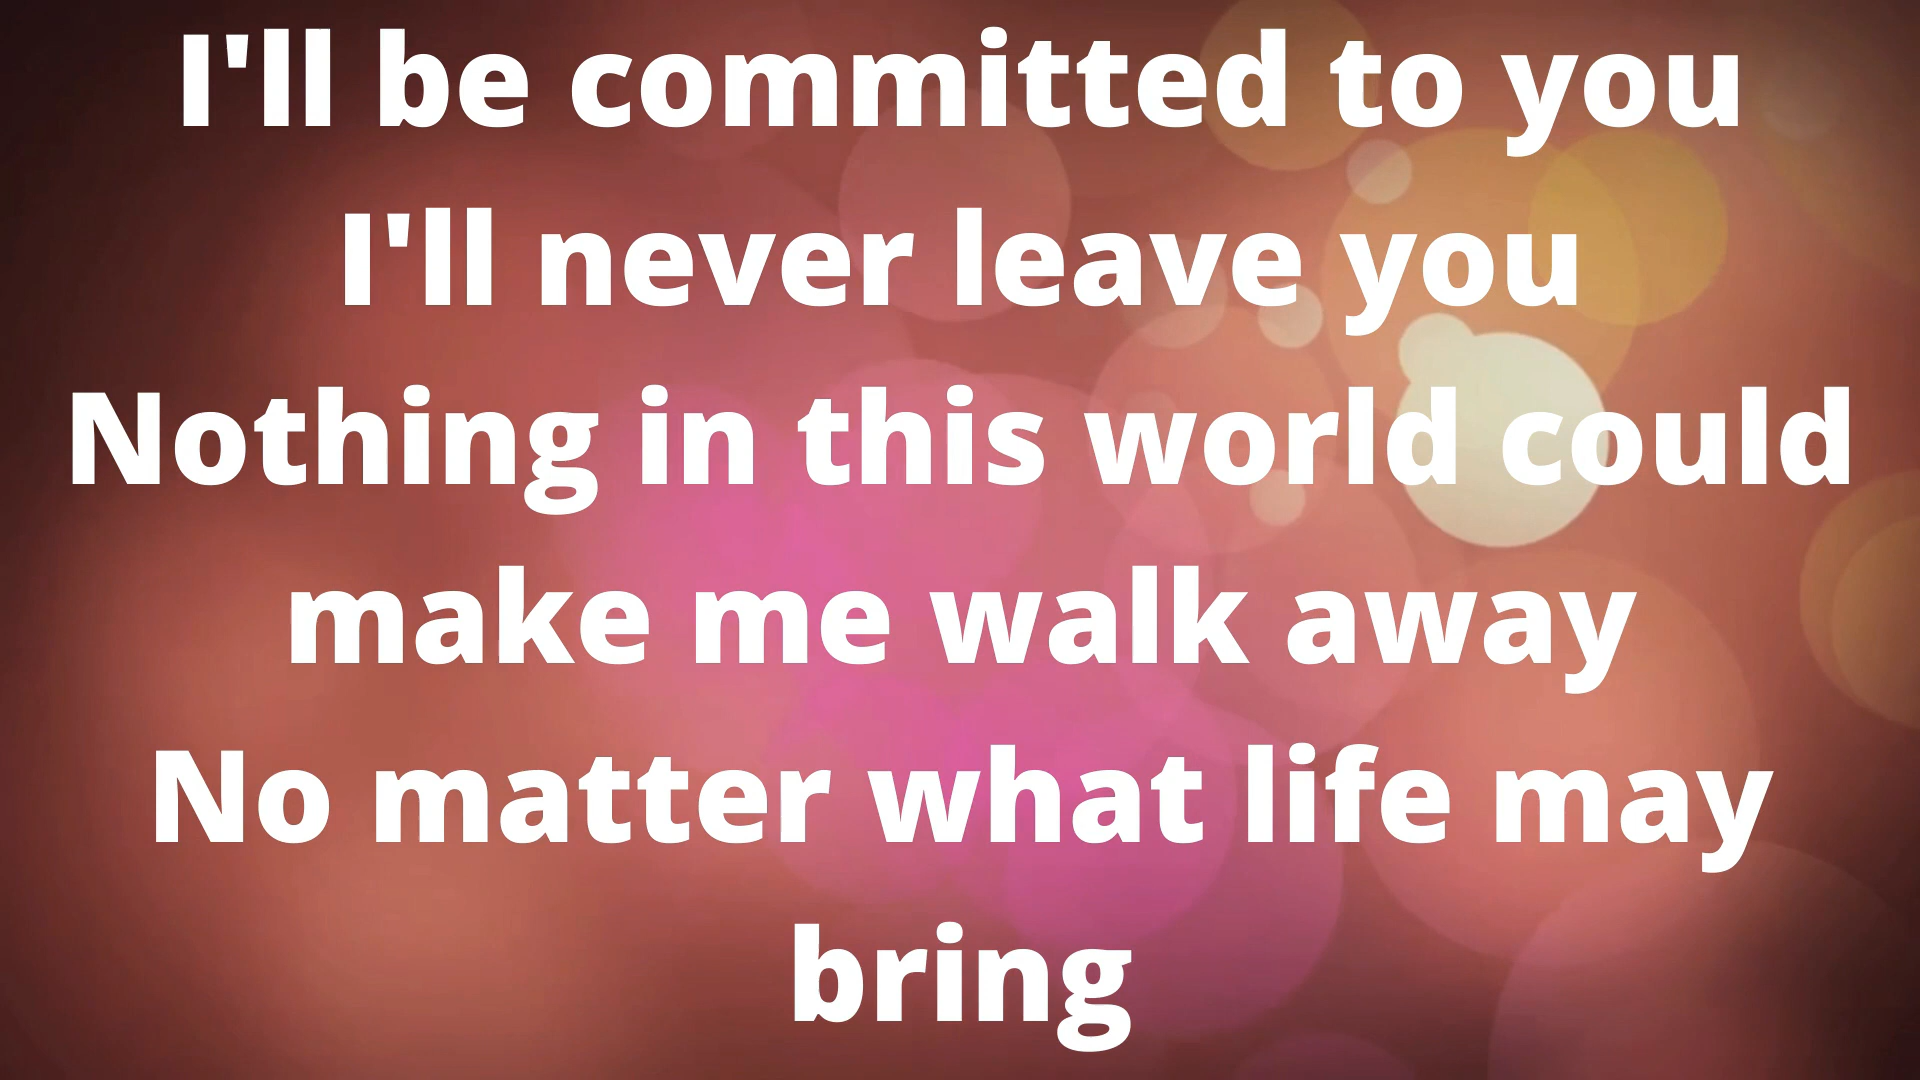 I'll be committed to you
I'll never leave you
Nothing in this world could
make me walk away
No matter what life may
bring